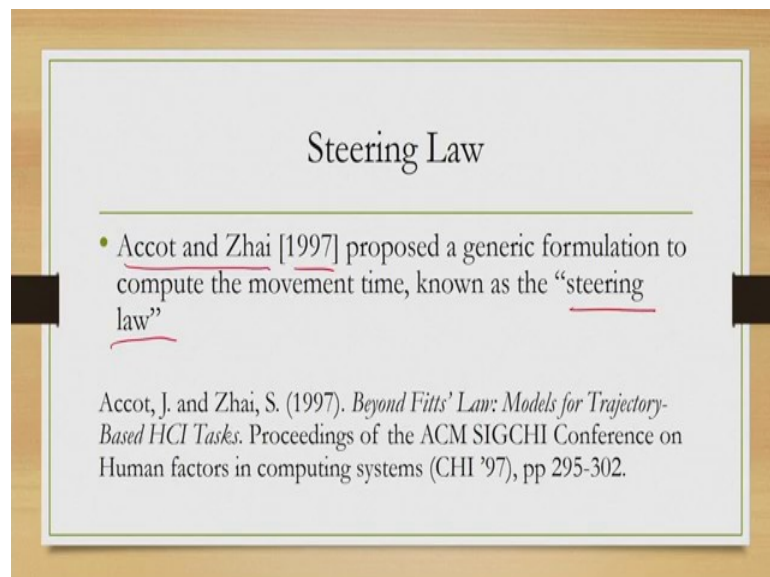 Steering Law
• Accot and Zhai [1997] proposed a generic formulation to
compute the movement time, known as the “steering
law”
Accot, J. and Zhai, S. (1997). Beyond Fitts’ Law: Models for Trajectory-
Based HCI Tasks. Proceedings of the ACM SIGCHI Conference on
Human factors in computing systems (CHI ’97), pp 295-302.